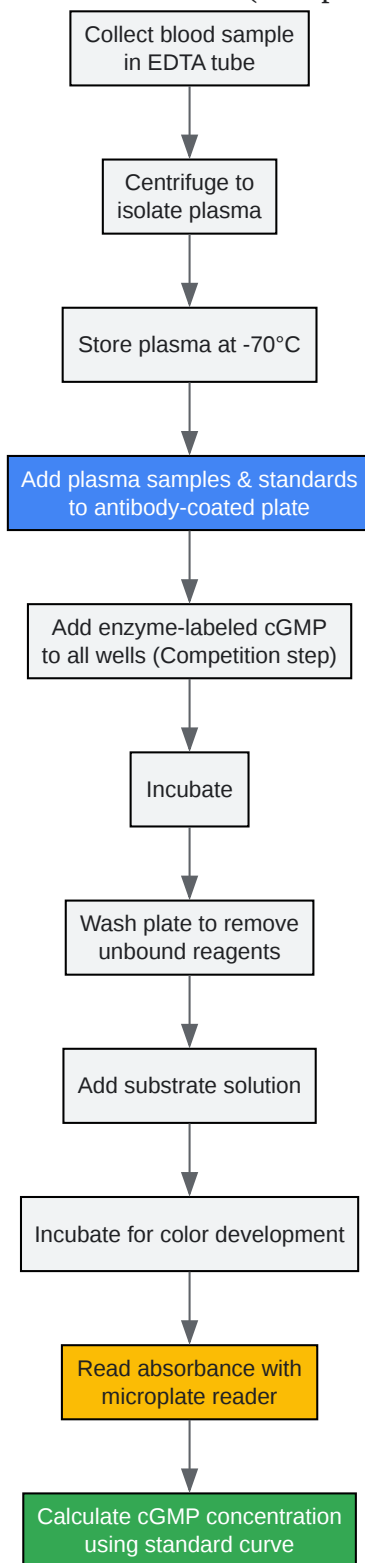 Collect blood sample
in EDTA tube
Centrifuge to
isolate plasma
Store plasma at -70°C
Add plasma samples & standards
to antibody-coated plate
Add enzyme-labeled cGMP
to all wells (Competition step)
Incubate
Wash plate to remove
unbound reagents
Add substrate solution
Incubate for color development
Read absorbance with
microplate reader
Calculate cGMP concentration
using standard curve